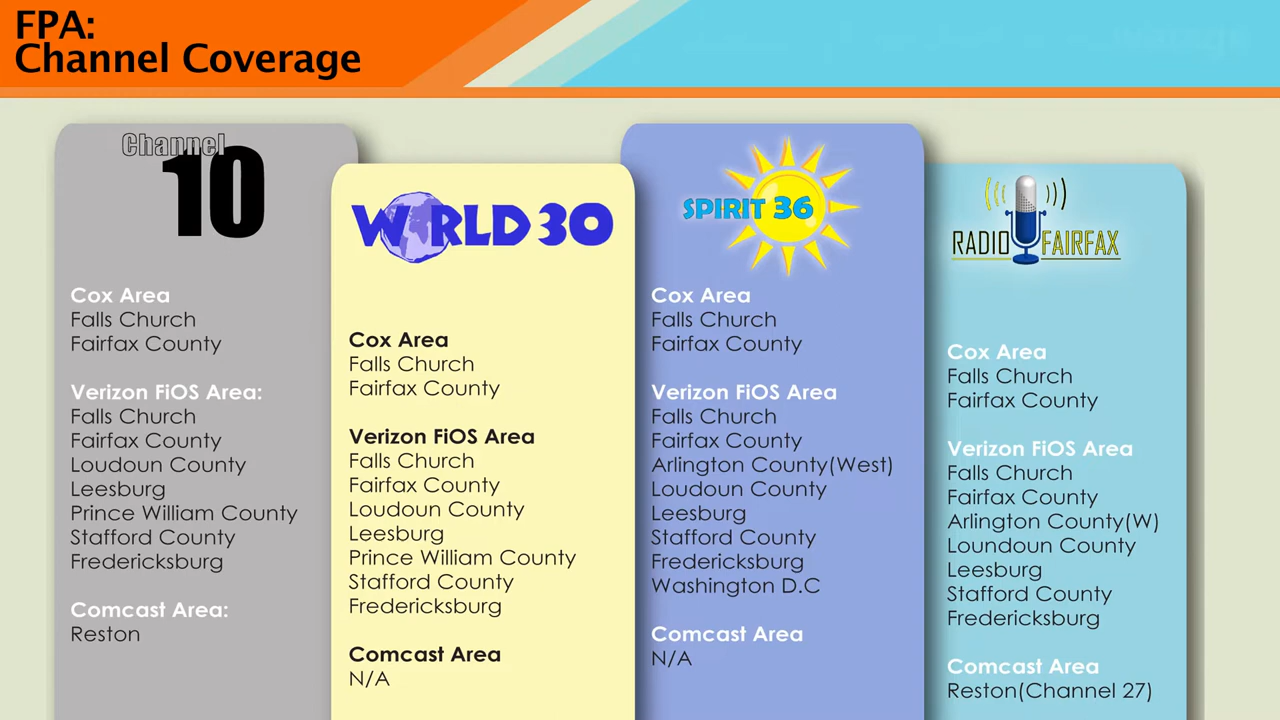 FPA:
Channel Coverage
Channel
10
Cox Area
Falls Church
Fairfax County
Verizon FiOS Area:
Falls Church
Fairfax County
Loudoun County
Leesburg
Prince William County
Stafford County
Fredericksburg
Comcast Area:
Reston
WORLD 30
Cox Area
Falls Church
Fairfax County
Verizon FiOS Area
Falls Church
Fairfax County
Loudoun County
Leesburg
Prince William County
Stafford County
Fredericksburg
Comcast Area
N/A
SPIRIT 36
Cox Area
Falls Church
Fairfax County
Verizon FiOS Area
Falls Church
Fairfax County
Arlington County(West)
Loudoun County
Leesburg
Stafford County
Fredericksburg
Washington D.C
Comcast Area
N/A
RADIO FAIRFAX
Cox Area
Falls Church
Fairfax County
Verizon FiOS Area
Falls Church
Fairfax County
Arlington County(W)
Loundoun County
Leesburg
Stafford County
Fredericksburg
Comcast Area
Reston(Channel 27)